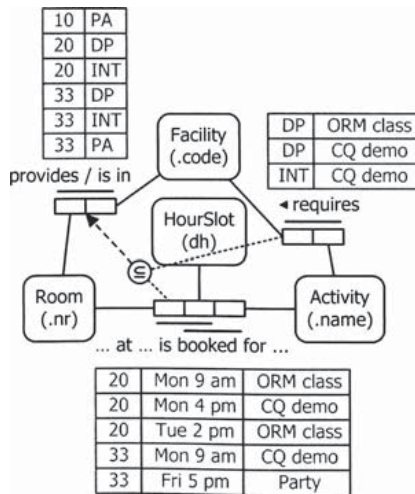 10 PA
20 DP
20 INT
33 DP
33 INT
33 PA
DP ORM class
DP CQ demo
INT CQ demo
Facility
(.code)
provides / is in
◄ requires
HourSlot
(dh)
⊆
Room
(.nr)
Activity
(.name)
... at ... is booked for ...
20 Mon 9 am ORM class
20 Mon 4 pm CQ demo
20 Tue 2 pm ORM class
33 Mon 9 am CQ demo
33 Fri 5 pm Party